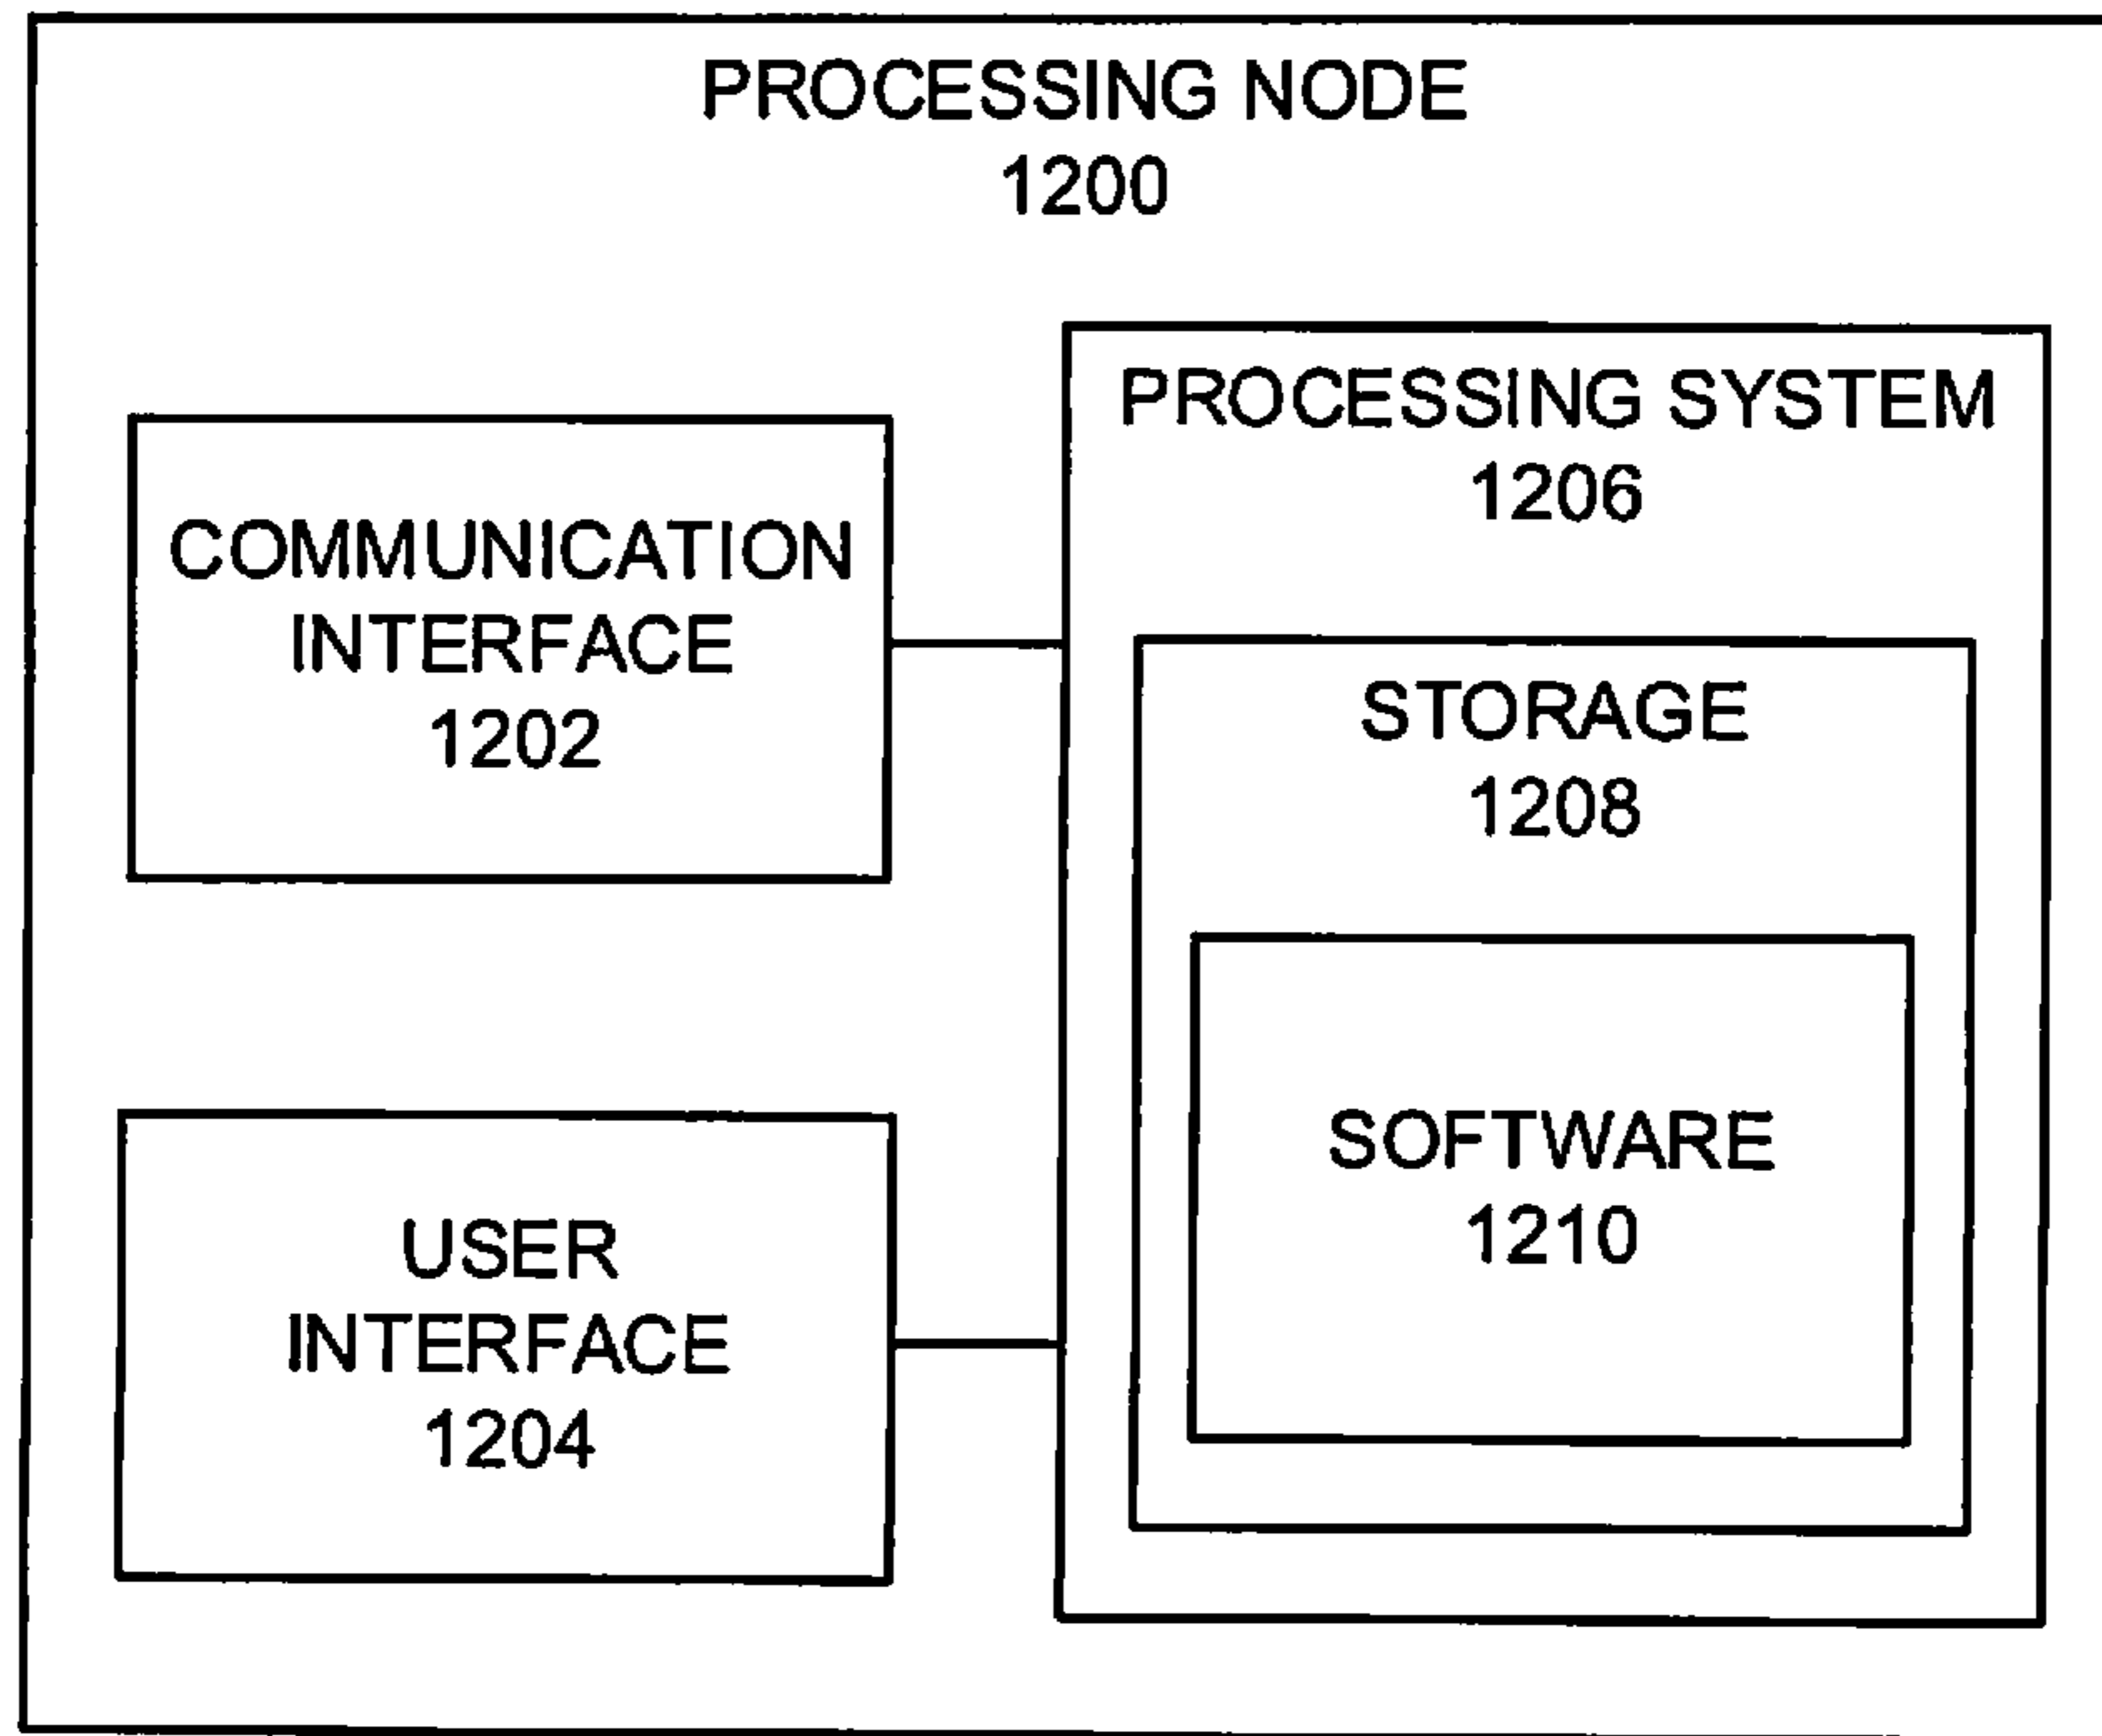 PROCESSING NODE
1200
PROCESSING SYSTEM
1206
COMMUNICATION
INTERFACE
1202
STORAGE
1208
SOFTWARE
1210
USER
INTERFACE
1204